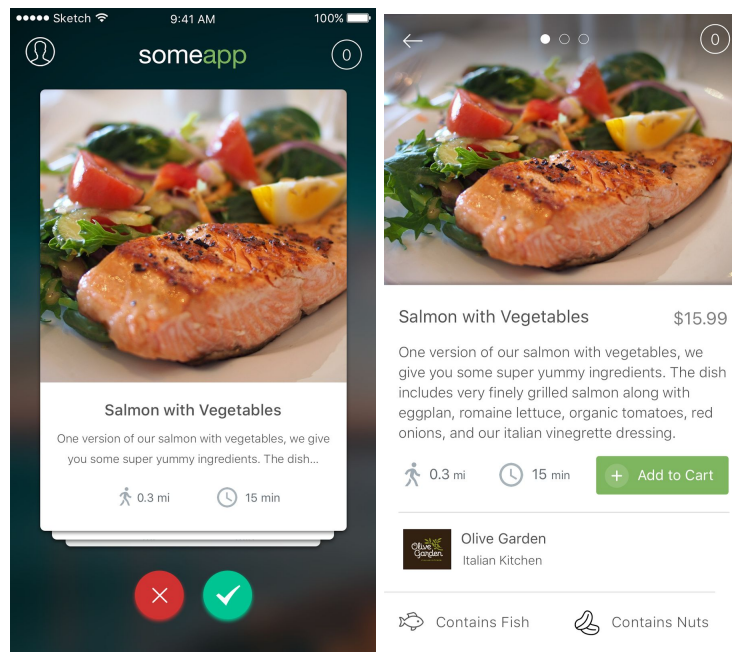 ●●●●● Sketch 9:41 AM 100%
someapp 0
Salmon with Vegetables
One version of our salmon with vegetables, we give
you some super yummy ingredients. The dish...
0.3 mi 15 min
0
Salmon with Vegetables $15.99
One version of our salmon with vegetables, we
give you some super yummy ingredients. The dish
includes very finely grilled salmon along with
eggplan, romaine lettuce, organic tomatoes, red
onions, and our italian vinegrette dressing.
0.3 mi 15 min + Add to Cart
Olive
Garden
Olive Garden
Italian Kitchen
Contains Fish Contains Nuts